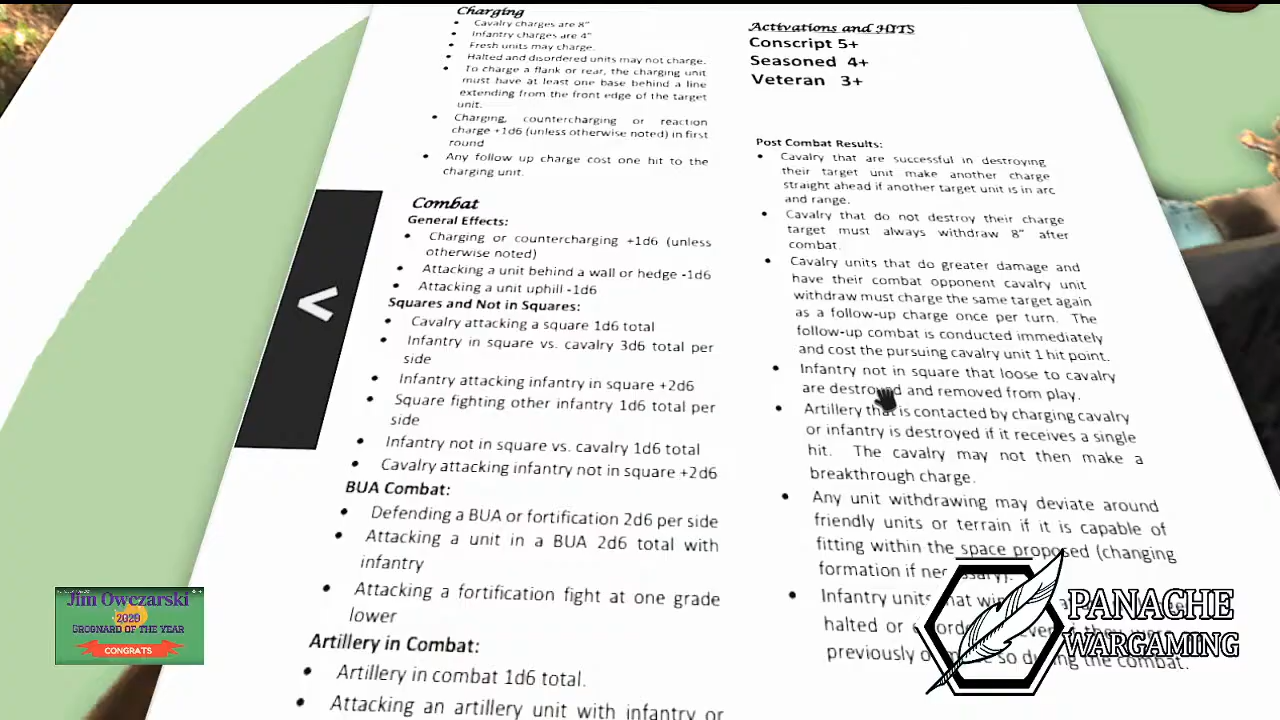 Charging
• Cavalry charges are 8"
• Infantry charges are 4"
• Fresh units may charge.
• Halted and disordered units may not charge.
• To charge a flank or rear, the charging unit
must have at least one base behind a line
extending from the front edge of the target
unit.
• Charging, countercharging or reaction
charge +1d6 (unless otherwise noted) in first
round
• Any follow up charge cost one hit to the
charging unit.
Combat
General Effects:
• Charging or countercharging +1d6 (unless
otherwise noted)
• Attacking a unit behind a wall or hedge -1d6
• Attacking a unit uphill -1d6
Squares and Not in Squares:
• Cavalry attacking a square 1d6 total
• Infantry in square vs. cavalry 3d6 total per
side
• Infantry attacking infantry in square +2d6
• Square fighting other infantry 1d6 total per
side
• Infantry not in square vs. cavalry 1d6 total
• Cavalry attacking infantry not in square +2d6
BUA Combat:
• Defending a BUA or fortification 2d6 per side
• Attacking a unit in a BUA 2d6 total with
infantry
• Attacking a fortification fight at one grade
lower
Artillery in Combat:
• Artillery in combat 1d6 total.
• Attacking an artillery unit with infantry or
<
Activations and HITS
Conscript 5+
Seasoned 4+
Veteran 3+
Post Combat Results:
• Cavalry that are successful in destroying
their target unit make another charge
straight ahead if another target unit is in arc
and range.
• Cavalry that do not destroy their charge
target must always withdraw 8" after
combat.
• Cavalry units that do greater damage and
have their combat opponent cavalry unit
withdraw must charge the same target again
as a follow-up charge once per turn. The
follow-up combat is conducted immediately
and cost the pursuing cavalry unit 1 hit point.
• Infantry not in square that loose to cavalry
are destroyed and removed from play.
• Artillery that is contacted by charging cavalry
or infantry is destroyed if it receives a single
hit. The cavalry may not then make a
breakthrough charge.
• Any unit withdrawing may deviate around
friendly units or terrain if it is capable of
fitting within the space proposed (changing
formation if necessary).
• Infantry units that
halted or
previously so during the combat.
Jim Owczarski
2020
GROGNARD OF THE YEAR
CONGRATS
PANACHE
WARGAMING